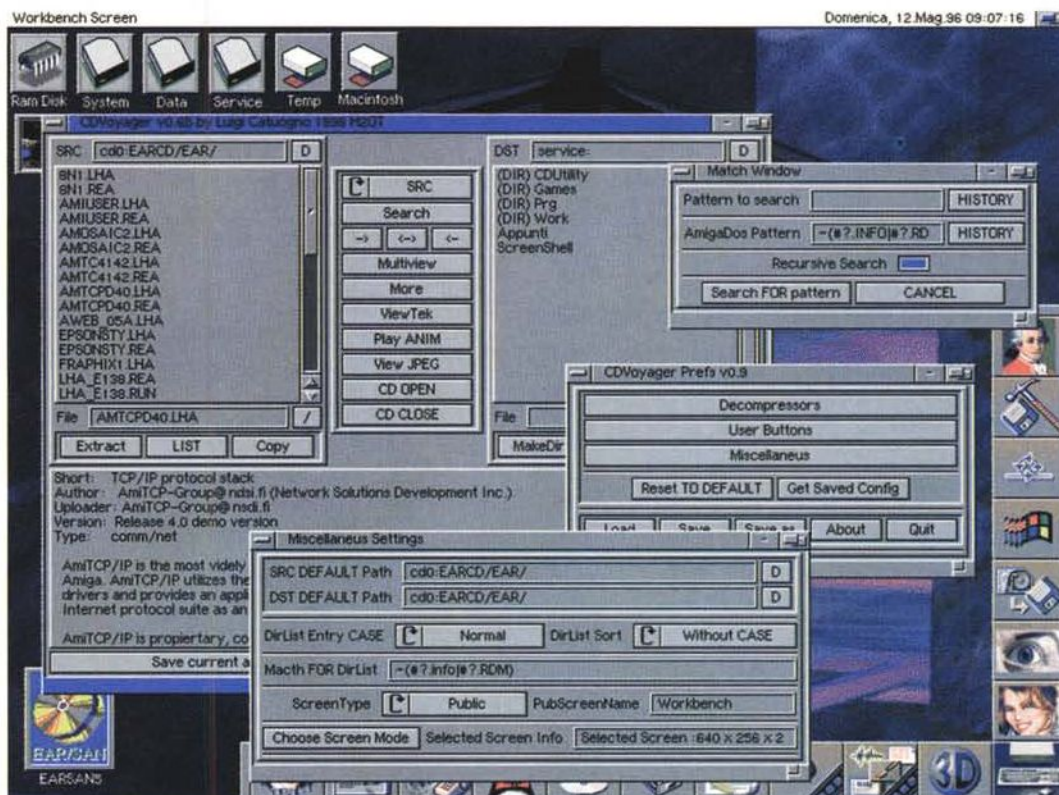 Workbench Screen
Domenica, 12.Mag.96 09:07:16
Ram Disk
System
Data
Service
Temp
Macintosh
CDVoyager v0.65 by Luigi Catuogno 1996
SRC
cd0:EARCD/EAR/
D
8N1.LHA
8N1.REA
AMIUSER.LHA
AMIUSER.REA
AMOSAIC2.LHA
AMOSAIC2.REA
AMTC4142.LHA
AMTC4142.REA
AMTCPD40.LHA
AMTCPD40.REA
AWEB_05A.LHA
EPSONSTY.LHA
EPSONSTY.REA
FRAPHIX1.LHA
LHA_E138.REA
LHA_E138.RUN
File AMTCPD40.LHA /
Extract
LIST
Copy
SRC
Search
-> <-> <-
Multiview
More
ViewTek
Play ANIM
View JPEG
CD OPEN
CD CLOSE
DST
service:
D
(DIR) CDUtility
(DIR) Games
(DIR) Prg
(DIR) Work
Appunti
ScreenShell
File
MakeDir
Match Window
Pattern to search
HISTORY
AmigaDos Pattern
~(#?.INFO|#?.RD
HISTORY
Recursive Search
Search FOR pattern
CANCEL
CDVoyager Prefs v0.9
Decompressors
User Buttons
Miscellaneus
Reset TO DEFAULT
Get Saved Config
Load
Save
Save as
About
Quit
Short: TCP/IP protocol stack
Author: AmiTCP-Group@ndsi.fi (Network Solutions Development Inc.)
Uploader: AmiTCP-Group@nsdi.fi
Version: Release 4.0 demo version
Type: comm/net
AmiTCP/IP is the most videly
Amiga. AmiTCP/IP utilizes the
drivers and provides an appli
Internet protocol suite as an
AmiTCP/IP is propiertary, co
Save current a
Miscellaneus Settings
SRC DEFAULT Path
cd0:EARCD/EAR/
D
DST DEFAULT Path
cd0:EARCD/EAR/
D
DirList Entry CASE
Normal
DirList Sort
Without CASE
Macth FOR DirList
~(#?.info|#?.RDM)
ScreenType
Public
PubScreenName
Workbench
Choose Screen Mode
Selected Screen Info
Selected Screen :640 x 256 x 2
EAR/SAN
EARSANS
3D